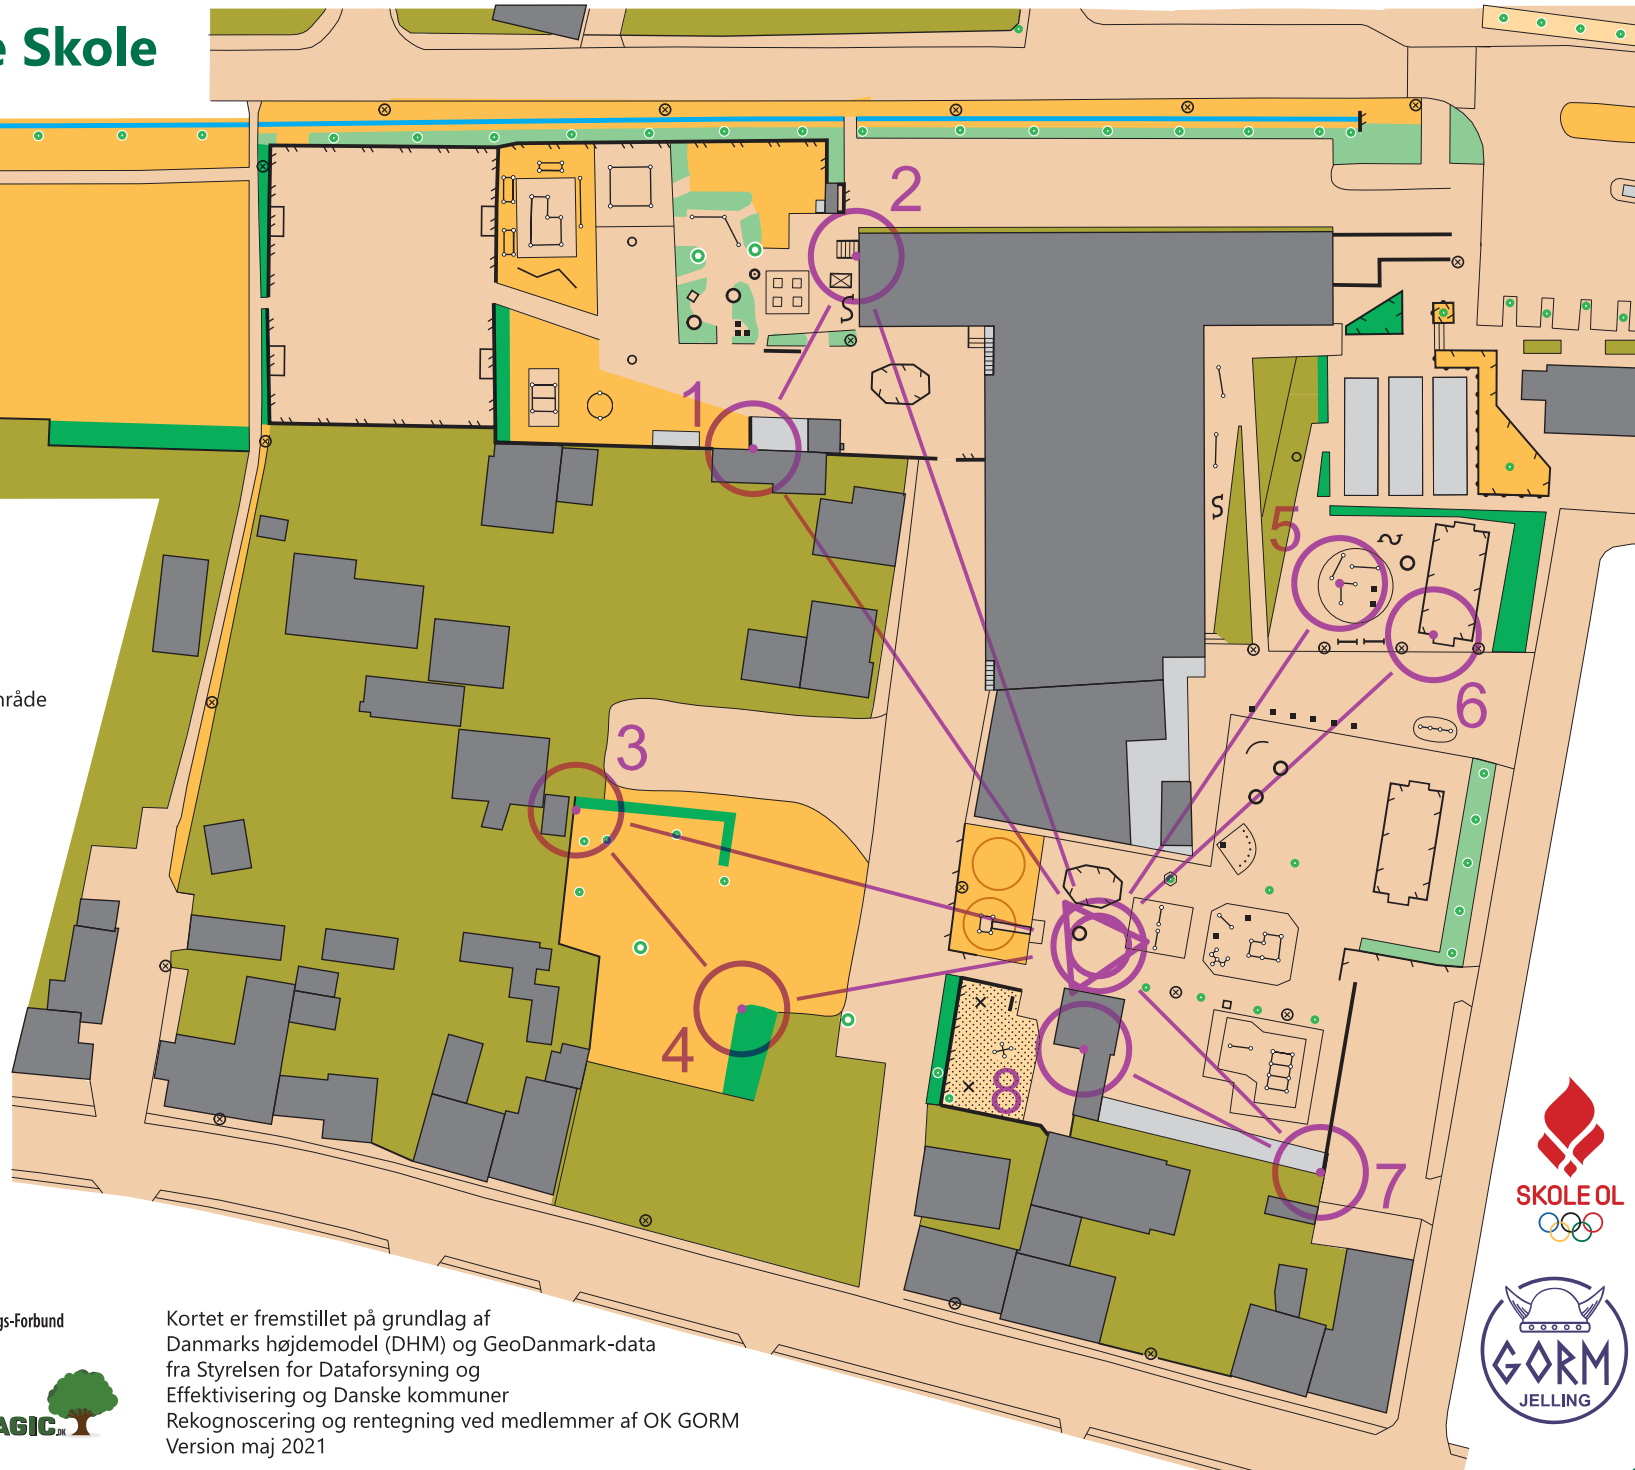 e Skole
2
1
5
6
3
4
8
7
nråde
SKOLE OL
GORM
JELLING
gs-Forbund
AGIC.DK
Kortet er fremstillet på grundlag af
Danmarks højdemodel (DHM) og GeoDanmark-data
fra Styrelsen for Dataforsyning og
Effektivisering og Danske kommuner
Rekognoscering og rentegning ved medlemmer af OK GORM
Version maj 2021